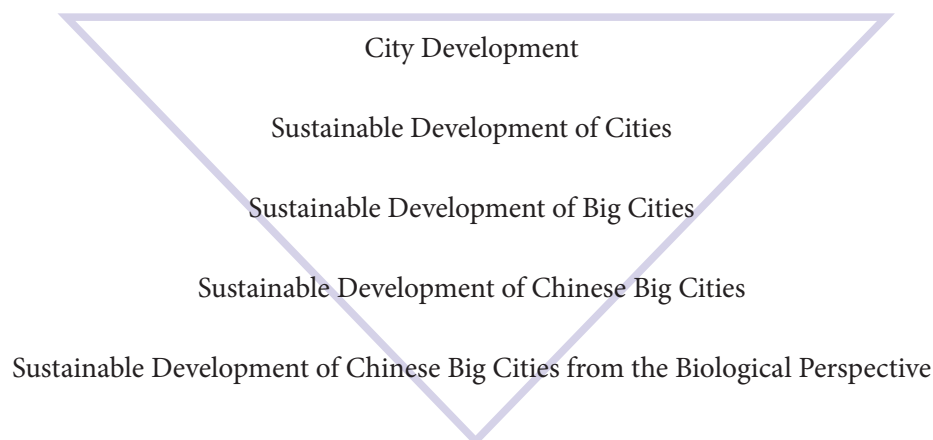 City Development
Sustainable Development of Cities
Sustainable Development of Big Cities
Sustainable Development of Chinese Big Cities
Sustainable Development of Chinese Big Cities from the Biological Perspective